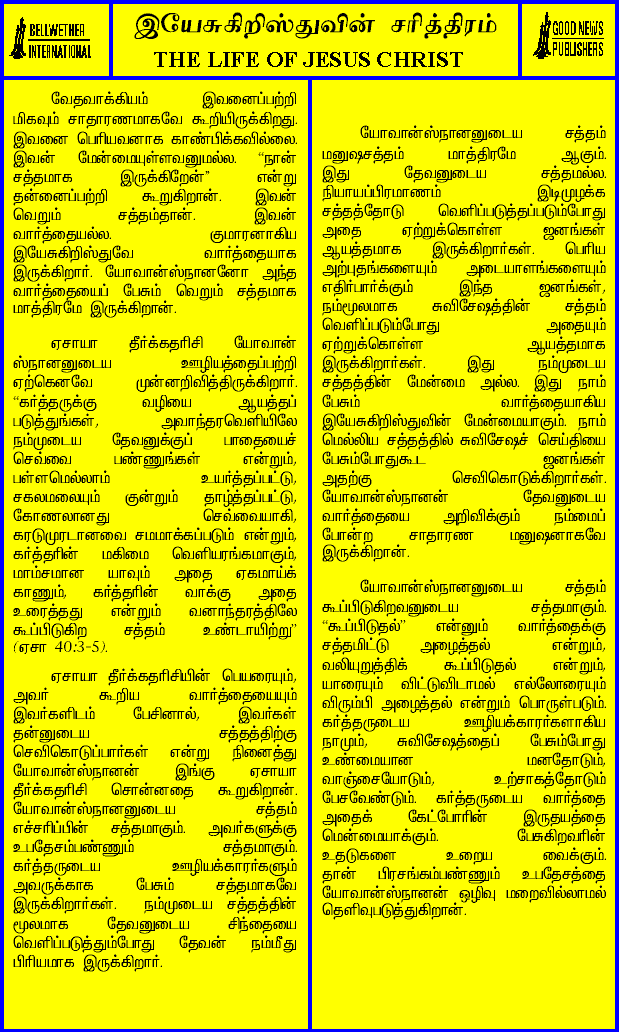 BELLWETHER
INTERNATIONAL
இயேசுகிறிஸ்துவின் சரித்திரம்
THE LIFE OF JESUS CHRIST
GOOD NEWS
PUBLISHERS
வேதவாக்கியம் இவனைப்பற்றி
மிகவும் சாதாரணமாகவே கூறியிருக்கிறது.
இவனை பெரியவனாக காண்பிக்கவில்லை.
இவன் மேன்மையுள்ளவனுமல்ல. “நான்
சத்தமாக இருக்கிறேன்” என்று
தன்னைப்பற்றி கூறுகிறான். இவன்
வெறும் சத்தம்தான். இவன்
வார்த்தையல்ல. குமாரனாகிய
இயேசுகிறிஸ்துவே வார்த்தையாக
இருக்கிறார். யோவான்ஸ்நானனோ அந்த
வார்த்தையைப் பேசும் வெறும் சத்தமாக
மாத்திரமே இருக்கிறான்.
ஏசாயா தீர்க்கதரிசி யோவான்
ஸ்நானனுடைய ஊழியத்தைப்பற்றி
ஏற்கெனவே முன்னறிவித்திருக்கிறார்.
“கர்த்தருக்கு வழியை ஆயத்தப்
படுத்துங்கள், அவாந்தரவெளியிலே
நம்முடைய தேவனுக்குப் பாதையைச்
செவ்வை பண்ணுங்கள் என்றும்,
பள்ளமெல்லாம் உயர்த்தப்பட்டு,
சகலமலையும் குன்றும் தாழ்த்தப்பட்டு,
கோணலானது செவ்வையாகி,
கரடுமுரடானவை சமமாக்கப்படும் என்றும்,
கர்த்தரின் மகிமை வெளியரங்கமாகும்,
மாம்சமான யாவும் அதை ஏகமாய்க்
காணும், கர்த்தரின் வாக்கு அதை
உரைத்தது என்றும் வனாந்தரத்திலே
கூப்பிடுகிற சத்தம் உண்டாயிற்று”
(ஏசா 40:3-5).
ஏசாயா தீர்க்கதரிசியின் பெயரையும்,
அவர் கூறிய வார்த்தையையும்
இவர்களிடம் பேசினால், இவர்கள்
தன்னுடைய சத்தத்திற்கு
செவிகொடுப்பார்கள் என்று நினைத்து
யோவான்ஸ்நானன் இங்கு ஏசாயா
தீர்க்கதரிசி சொன்னதை கூறுகிறான்.
யோவான்ஸ்நானனுடைய சத்தம்
எச்சரிப்பின் சத்தமாகும். அவர்களுக்கு
உபதேசம்பண்ணும் சத்தமாகும்.
கர்த்தருடைய ஊழியக்காரர்களும்
அவருக்காக பேசும் சத்தமாகவே
இருக்கிறார்கள். நம்முடைய சத்தத்தின்
மூலமாக தேவனுடைய சிந்தையை
வெளிப்படுத்தும்போது தேவன் நம்மீது
பிரியமாக இருக்கிறார்.
யோவான்ஸ்நானனுடைய சத்தம்
மனுஷசத்தம் மாத்திரமே ஆகும்.
இது தேவனுடைய சத்தமல்ல.
நியாயப்பிரமாணம் இடிமுழக்க
சத்தத்தோடு வெளிப்படுத்தப்படும்போது
அதை ஏற்றுக்கொள்ள ஜனங்கள்
ஆயத்தமாக இருக்கிறார்கள். பெரிய
அற்புதங்களையும் அடையாளங்களையும்
எதிர்பார்க்கும் இந்த ஜனங்கள்,
நம்மூலமாக சுவிசேஷத்தின் சத்தம்
வெளிப்படும்போது அதையும்
ஏற்றுக்கொள்ள ஆயத்தமாக
இருக்கிறார்கள். இது நம்முடைய
சத்தத்தின் மேன்மை அல்ல. இது நாம்
பேசும் வார்த்தையாகிய
இயேசுகிறிஸ்துவின் மேன்மையாகும். நாம்
மெல்லிய சத்தத்தில் சுவிசேஷச் செய்தியை
பேசும்போதுகூட ஜனங்கள்
அதற்கு செவிகொடுக்கிறார்கள்.
யோவான்ஸ்நானன் தேவனுடைய
வார்த்தையை அறிவிக்கும் நம்மைப்
போன்ற சாதாரண மனுஷனாகவே
இருக்கிறான்.
யோவான்ஸ்நானனுடைய சத்தம்
கூப்பிடுகிறவனுடைய சத்தமாகும்.
“கூப்பிடுதல்” என்னும் வார்த்தைக்கு
சத்தமிட்டு அழைத்தல் என்றும்,
வலியுறுத்திக் கூப்பிடுதல் என்றும்,
யாரையும் விட்டுவிடாமல் எல்லோரையும்
விரும்பி அழைத்தல் என்றும் பொருள்படும்.
கர்த்தருடைய ஊழியக்காரர்களாகிய
நாமும், சுவிசேஷத்தைப் பேசும்போது
உண்மையான மனதோடும்,
வாஞ்சையோடும், உற்சாகத்தோடும்
பேசவேண்டும். கர்த்தருடைய வார்த்தை
அதைக் கேட்போரின் இருதயத்தை
மென்மையாக்கும். பேசுகிறவரின்
உதடுகளை உறைய வைக்கும்.
தான் பிரசங்கம்பண்ணும் உபதேசத்தை
யோவான்ஸ்நானன் ஒழிவு மறைவில்லாமல்
தெளிவுபடுத்துகிறான்.